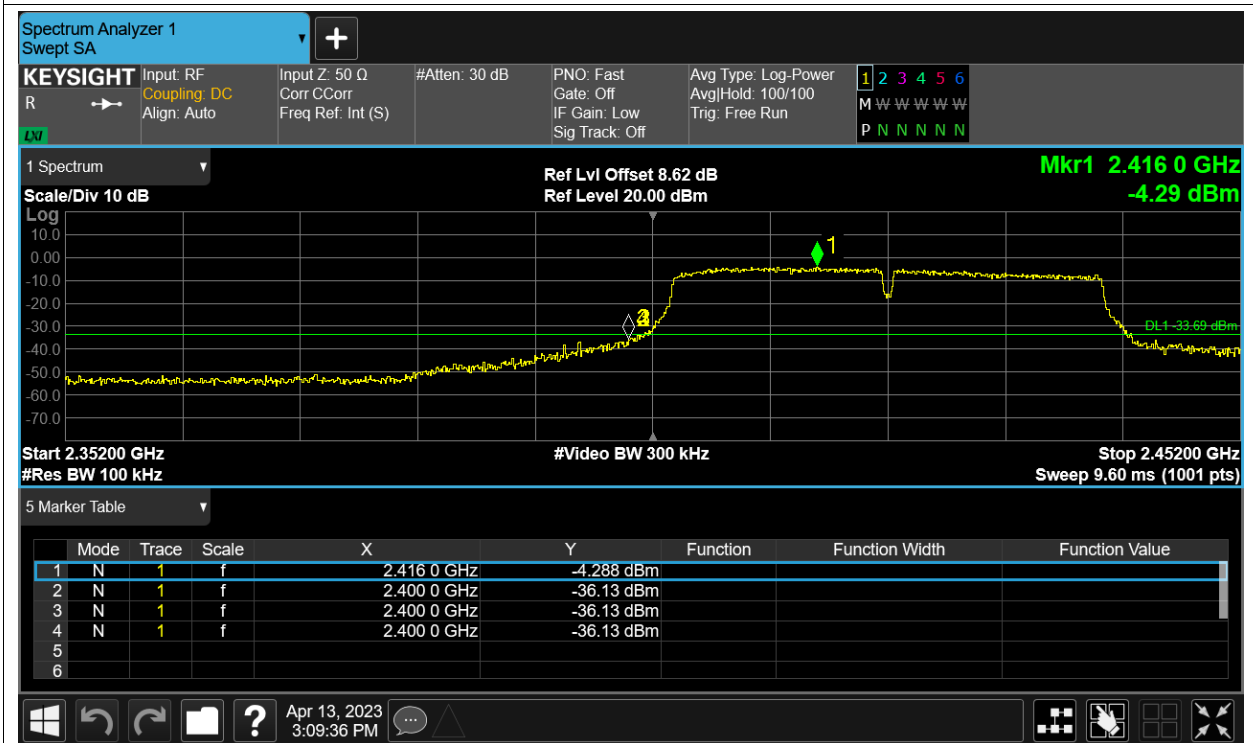 Spectrum Analyzer 1
Swept SA
KEYSIGHT Input: RF Input Z: 50 Ω #Atten: 30 dB PNO: Fast Avg Type: Log-Power 1 2 3 4 5 6
R Coupling: DC Corr CCorr Gate: Off Avg|Hold: 100/100 M W W W W W
Align: Auto Freq Ref: Int (S) IF Gain: Low Trig: Free Run
LXI Sig Track: Off P N N N N N
1 Spectrum Ref Lvl Offset 8.62 dB Mkr1 2.416 0 GHz
Scale/Div 10 dB Ref Level 20.00 dBm -4.29 dBm
Log
10.0
0.00
-10.0
-20.0
-30.0
-40.0
-50.0
-60.0
-70.0
1
DL1 -33.69 dBm
Start 2.35200 GHz #Video BW 300 kHz Stop 2.45200 GHz
#Res BW 100 kHz Sweep 9.60 ms (1001 pts)
5 Marker Table
Mode Trace Scale X Y Function Function Width Function Value
1 N 1 f 2.416 0 GHz -4.288 dBm
2 N 1 f 2.400 0 GHz -36.13 dBm
3 N 1 f 2.400 0 GHz -36.13 dBm
4 N 1 f 2.400 0 GHz -36.13 dBm
5
6
? Apr 13, 2023
3:09:36 PM